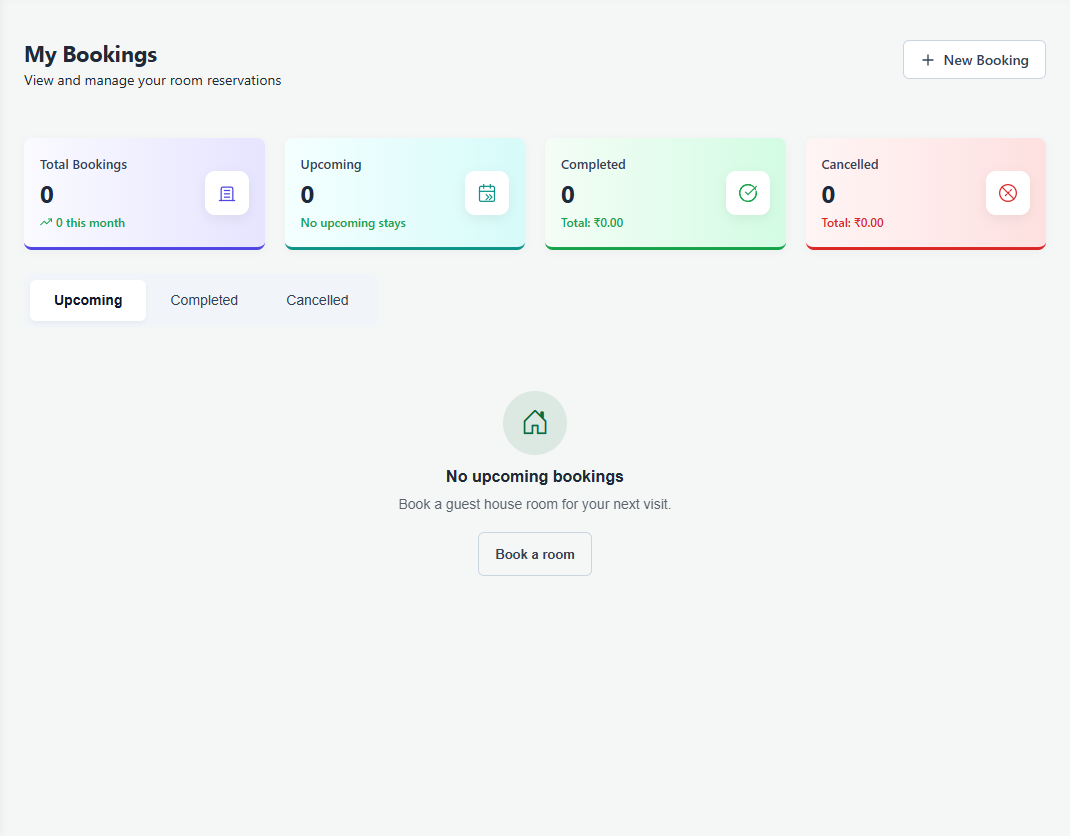 My Bookings
View and manage your room reservations
New Booking
Total Bookings
0
0 this month
Upcoming
0
No upcoming stays
Completed
0
Total: ₹0.00
Cancelled
0
Total: ₹0.00
Upcoming
Completed
Cancelled
No upcoming bookings
Book a guest house room for your next visit.
Book a room